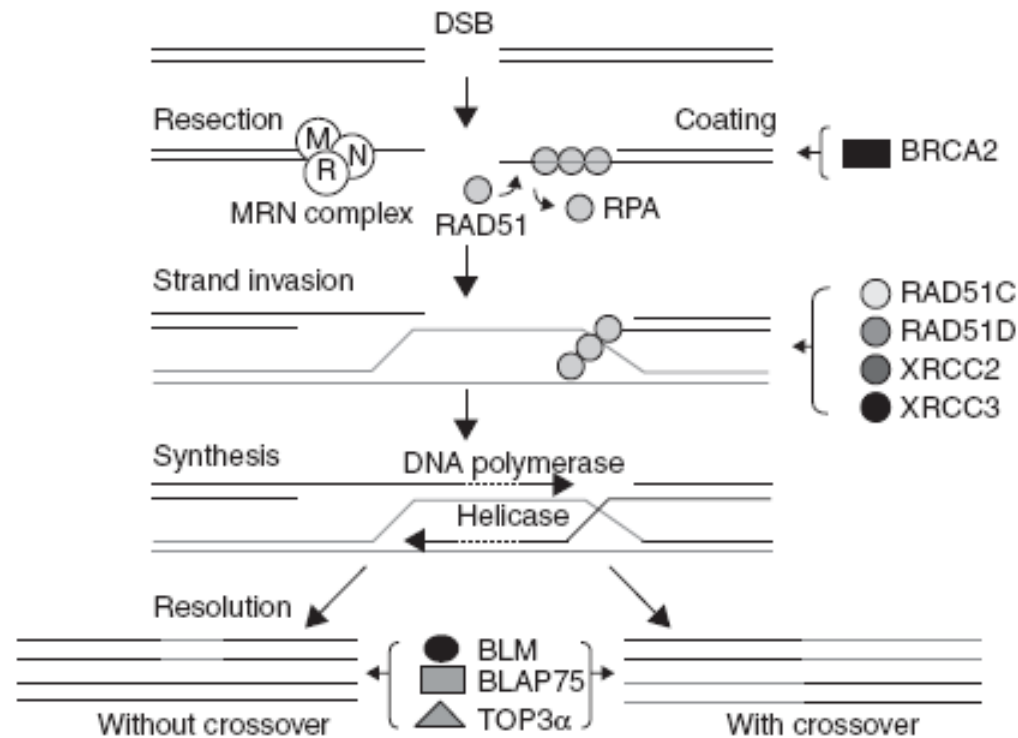 DSB
Resection
Coating
M
N
R
BRCA2
MRN complex
RAD51
RPA
Strand invasion
RAD51C
RAD51D
XRCC2
XRCC3
Synthesis
DNA polymerase
Helicase
Resolution
BLM
BLAP75
TOP3α
Without crossover
With crossover